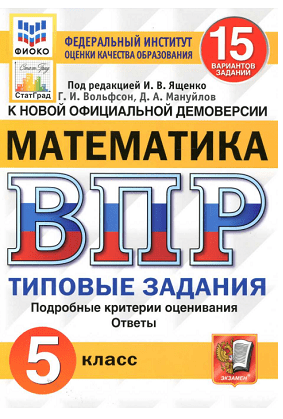 ФИОКО
ФЕДЕРАЛЬНЫЙ ИНСТИТУТ
ОЦЕНКИ КАЧЕСТВА ОБРАЗОВАНИЯ
15
ВАРИАНТОВ
ЗАДАНИЙ
СтатГрад
Под редакцией И. В. Ященко
Г. И. Вольфсон, Д. А. Мануйлов
К НОВОЙ ОФИЦИАЛЬНОЙ ДЕМОВЕРСИИ
МАТЕМАТИКА
ВПР
ТИПОВЫЕ ЗАДАНИЯ
Подробные критерии оценивания
Ответы
5 класс
ЭКЗАМЕН